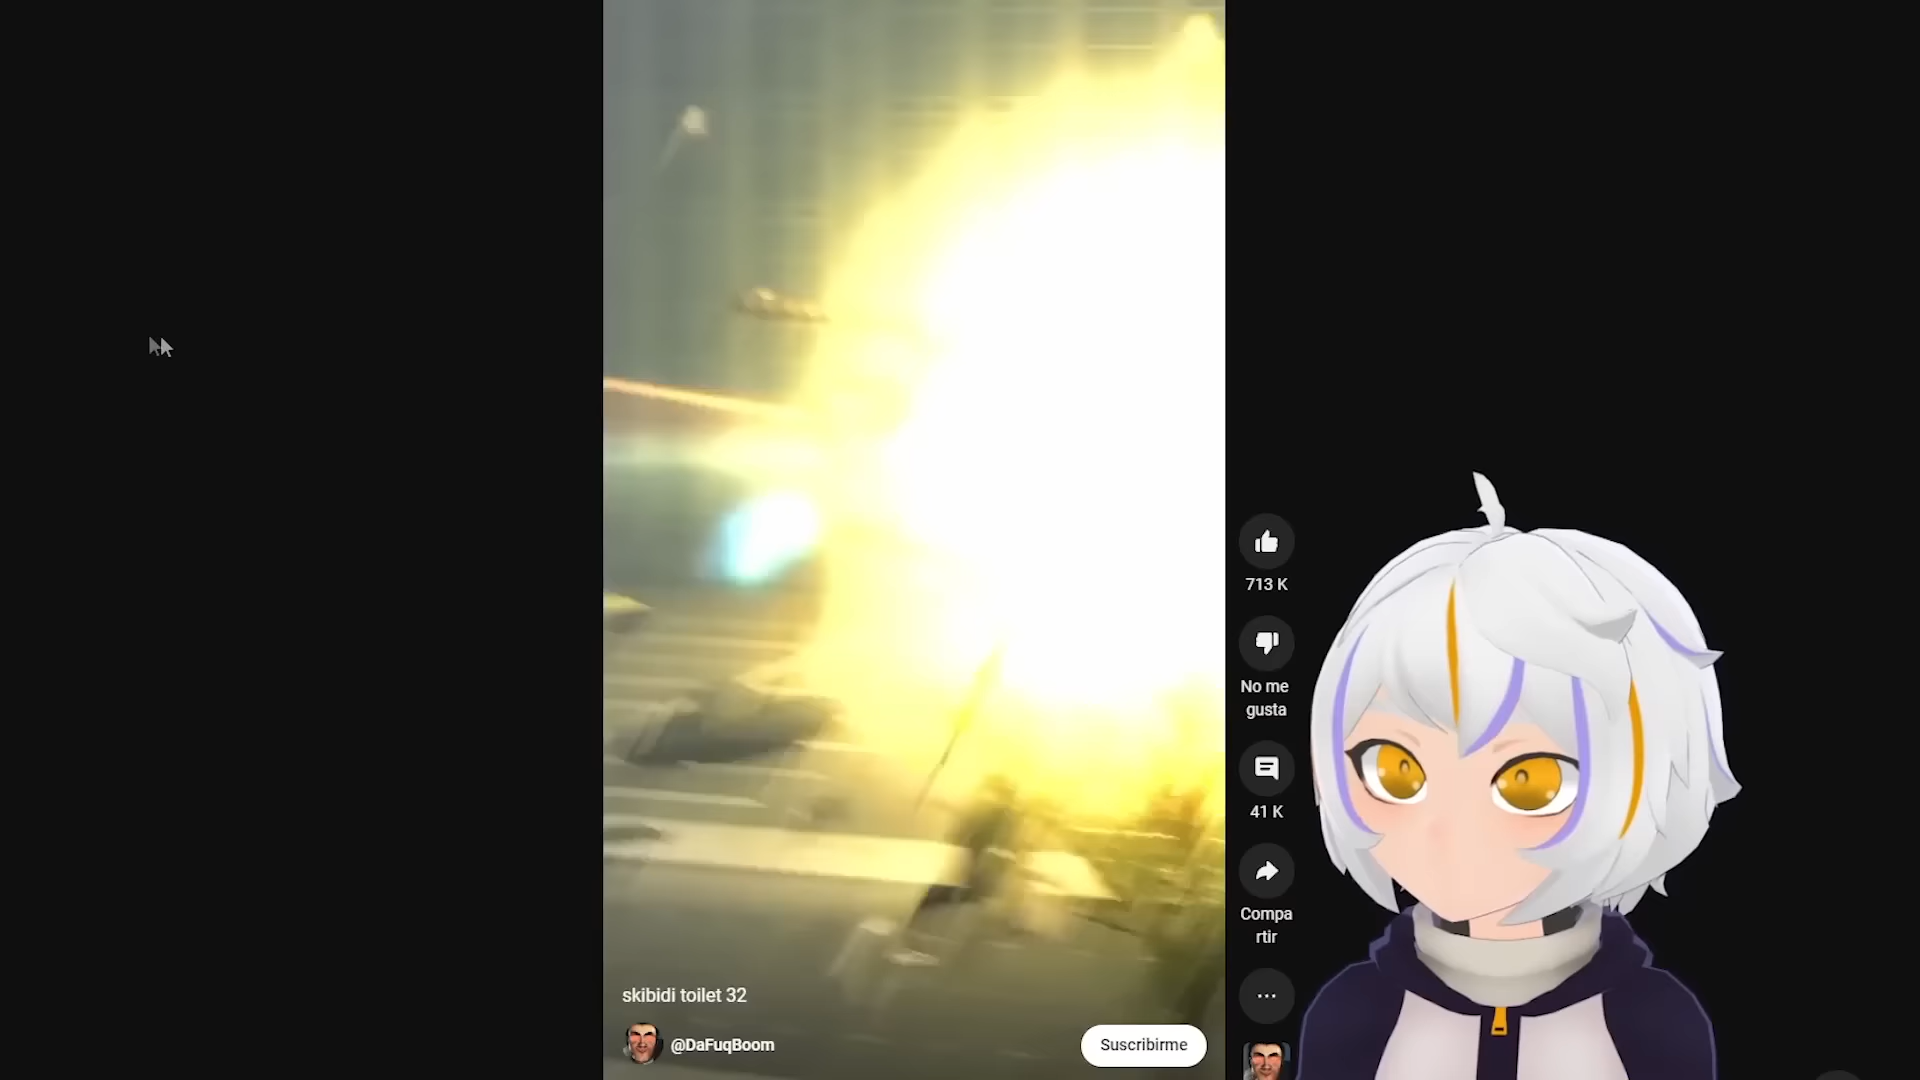 713 K
No me
gusta
41 K
Compa
rtir
skibidi toilet 32
@DaFuqBoom
Suscribirme